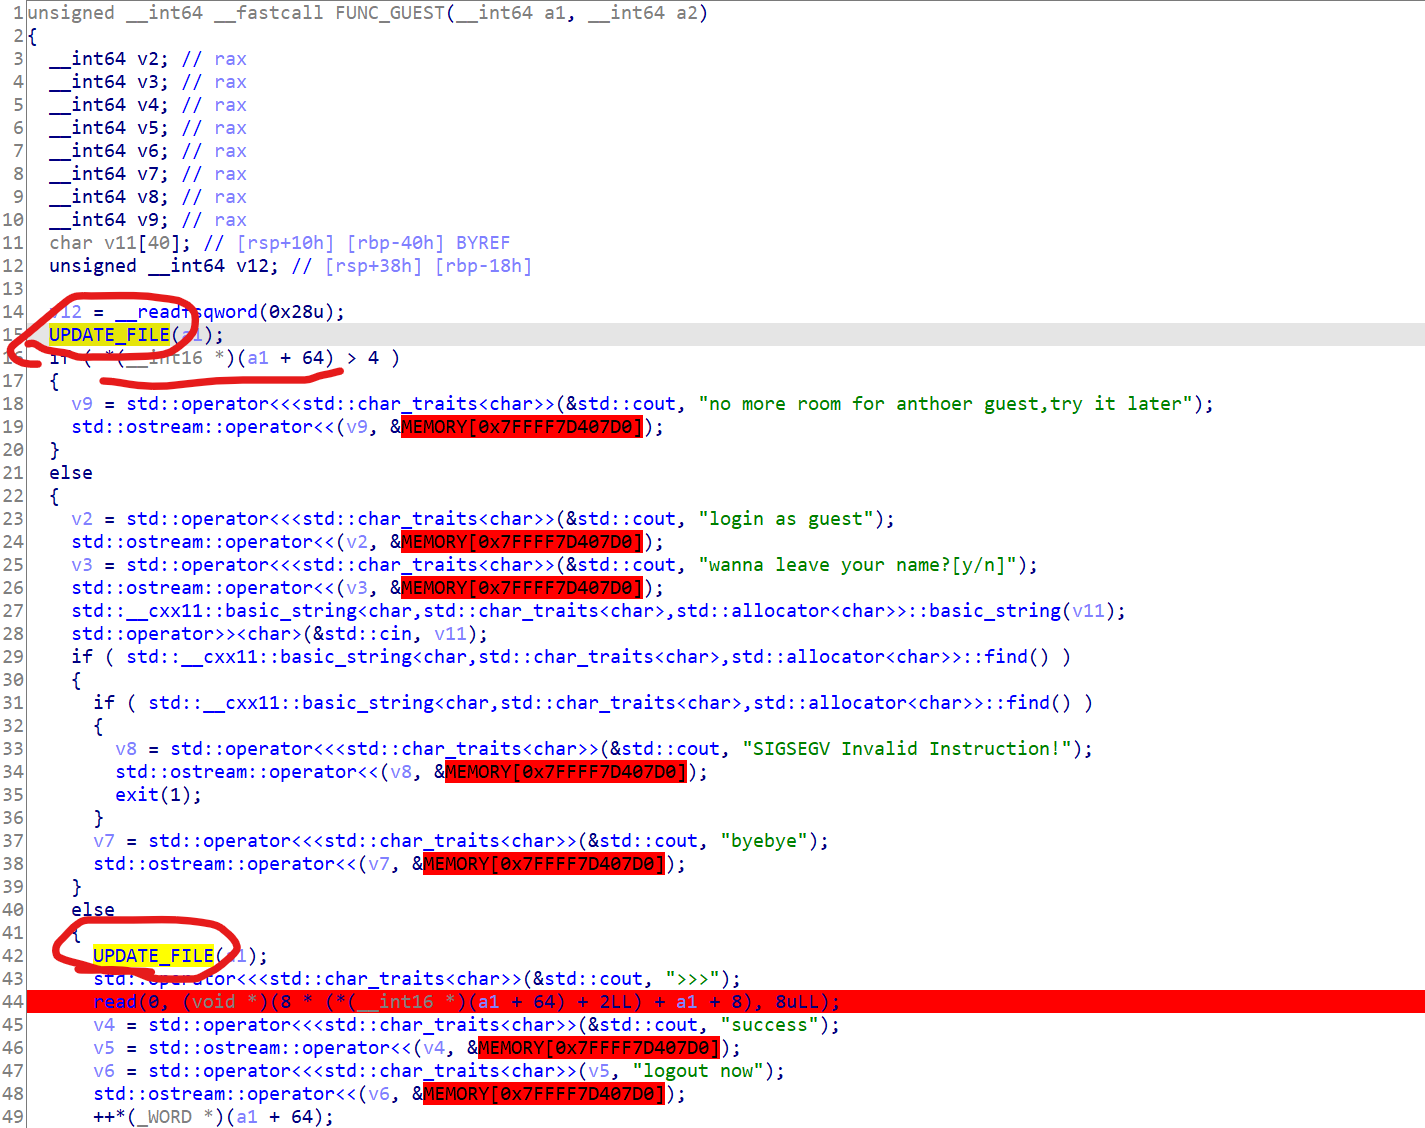 1 unsigned __int64 __fastcall FUNC_GUEST(__int64 a1, __int64 a2)
2 {
3 __int64 v2; // rax
4 __int64 v3; // rax
5 __int64 v4; // rax
6 __int64 v5; // rax
7 __int64 v6; // rax
8 __int64 v7; // rax
9 __int64 v8; // rax
10 __int64 v9; // rax
11 char v11[40]; // [rsp+10h] [rbp-40h] BYREF
12 unsigned __int64 v12; // [rsp+38h] [rbp-18h]
13
14 v12 = __readfsqword(0x28u);
15 UPDATE_FILE(a1);
16 if ( *(__int16 *)(a1 + 64) > 4 )
17 {
18 v9 = std::operator<<<std::char_traits<char>>(&std::cout, "no more room for anthoer guest,try it later");
19 std::ostream::operator<<(v9, &MEMORY[0x7FFFF7D407D0]);
20 }
21 else
22 {
23 v2 = std::operator<<<std::char_traits<char>>(&std::cout, "login as guest");
24 std::ostream::operator<<(v2, &MEMORY[0x7FFFF7D407D0]);
25 v3 = std::operator<<<std::char_traits<char>>(&std::cout, "wanna leave your name?[y/n]");
26 std::ostream::operator<<(v3, &MEMORY[0x7FFFF7D407D0]);
27 std::__cxx11::basic_string<char,std::char_traits<char>,std::allocator<char>>::basic_string(v11);
28 std::operator>><char>(&std::cin, v11);
29 if ( std::__cxx11::basic_string<char,std::char_traits<char>,std::allocator<char>>::find() )
30 {
31 if ( std::__cxx11::basic_string<char,std::char_traits<char>,std::allocator<char>>::find() )
32 {
33 v8 = std::operator<<<std::char_traits<char>>(&std::cout, "SIGSEGV Invalid Instruction!");
34 std::ostream::operator<<(v8, &MEMORY[0x7FFFF7D407D0]);
35 exit(1);
36 }
37 v7 = std::operator<<<std::char_traits<char>>(&std::cout, "byebye");
38 std::ostream::operator<<(v7, &MEMORY[0x7FFFF7D407D0]);
39 }
40 else
41 {
42 UPDATE_FILE(a1);
43 std::operator<<<std::char_traits<char>>(&std::cout, ">>>");
44 read(0, (void *)(8 * (*(__int16 *)(a1 + 64) + 2LL) + a1 + 8), 8uLL);
45 v4 = std::operator<<<std::char_traits<char>>(&std::cout, "success");
46 v5 = std::ostream::operator<<(v4, &MEMORY[0x7FFFF7D407D0]);
47 v6 = std::operator<<<std::char_traits<char>>(v5, "logout now");
48 std::ostream::operator<<(v6, &MEMORY[0x7FFFF7D407D0]);
49 ++*(_WORD *)(a1 + 64);